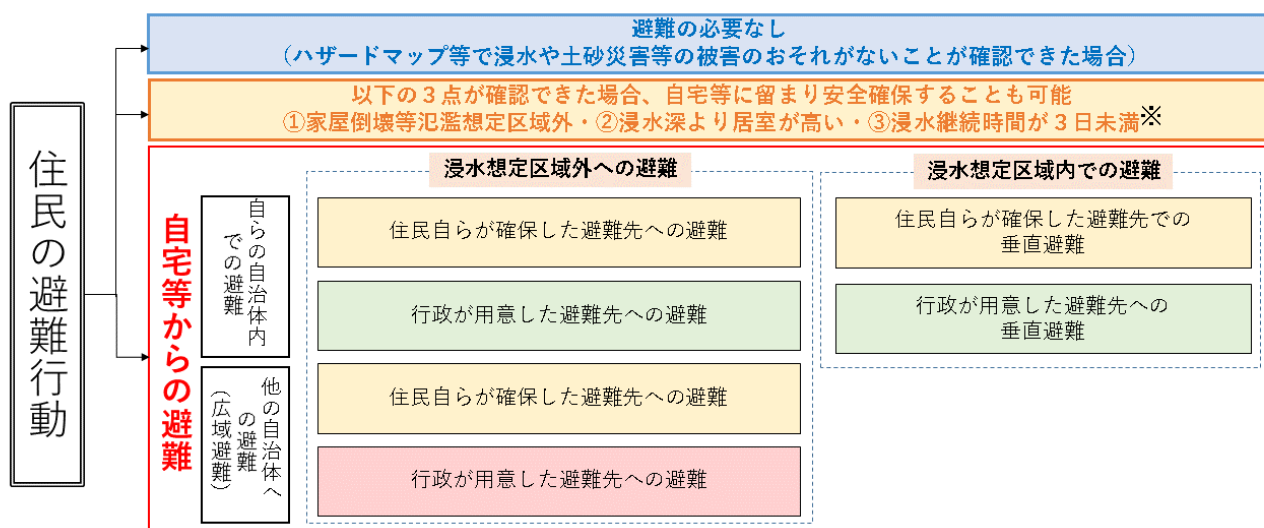 住民の避難行動
避難の必要なし
（ハザードマップ等で浸水や土砂災害等の被害のおそれがないことが確認できた場合）
以下の３点が確認できた場合、自宅等に留まり安全確保することも可能
①家屋倒壊等氾濫想定区域外・②浸水深より居室が高い・③浸水継続時間が３日未満※
自宅等からの避難
浸水想定区域外への避難
浸水想定区域内での避難
自らの自治体内
での避難
住民自らが確保した避難先への避難
住民自らが確保した避難先での
垂直避難
行政が用意した避難先への避難
行政が用意した避難先への
垂直避難
他の自治体へ
の避難
（広域避難）
住民自らが確保した避難先への避難
行政が用意した避難先への避難